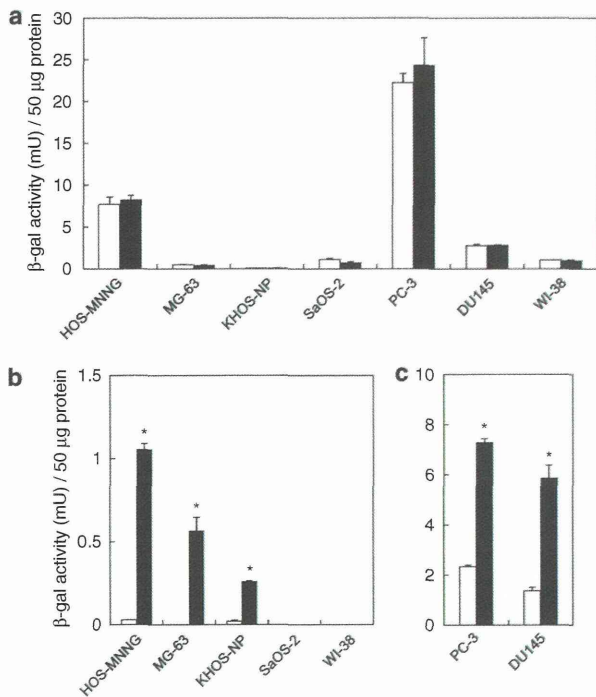 a
β-gal activity (mU) / 50 µg protein
30
25
20
15
10
5
0
HOS-MNNG
MG-63
KHOS-NP
SaOS-2
PC-3
DU145
WI-38
b
β-gal activity (mU) / 50 µg protein
1.5
1
0.5
0
*
*
*
HOS-MNNG
MG-63
KHOS-NP
SaOS-2
WI-38
c
10
8
6
4
2
0
*
*
PC-3
DU145